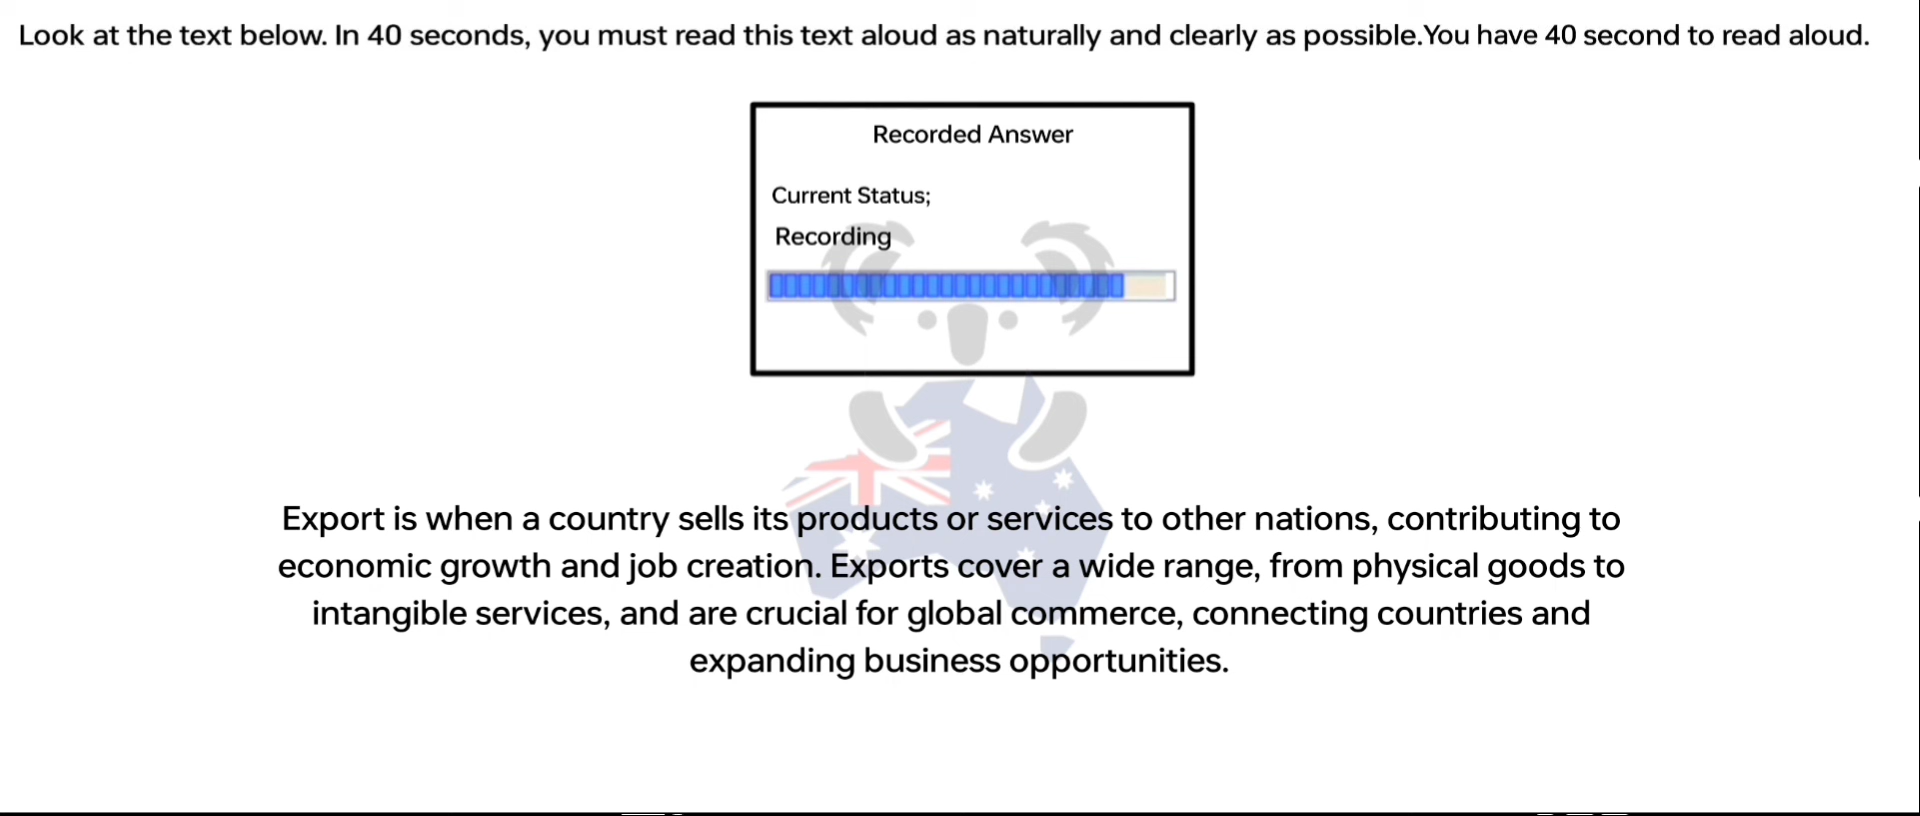 Look at the text below. In 40 seconds, you must read this text aloud as naturally and clearly as possible.You have 40 second to read aloud.
Recorded Answer
Current Status;
Recording
Export is when a country sells its products or services to other nations, contributing to
economic growth and job creation. Exports cover a wide range, from physical goods to
intangible services, and are crucial for global commerce, connecting countries and
expanding business opportunities.